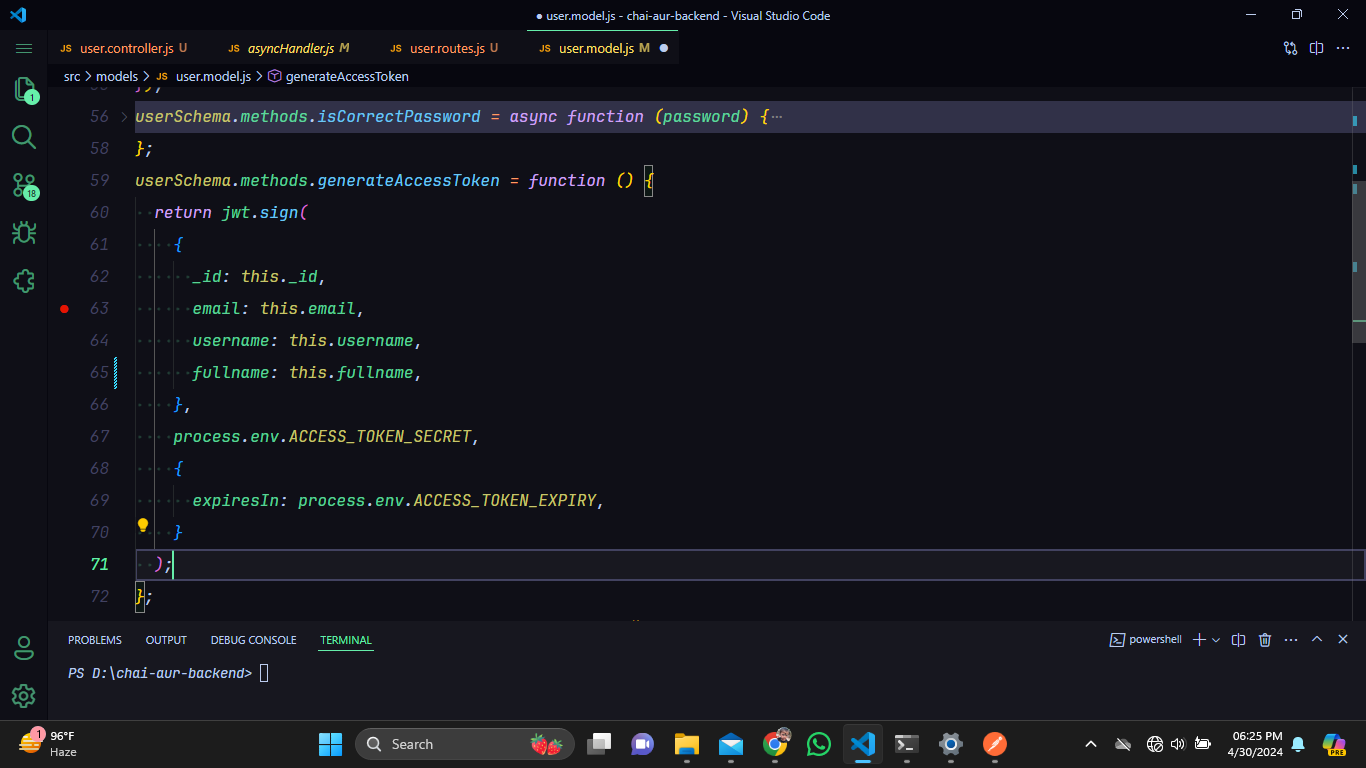 user.model.js - chai-aur-backend - Visual Studio Code
JS user.controller.js U JS asyncHandler.js M JS user.routes.js U JS user.model.js M
src > models > JS user.model.js > generateAccessToken
56 userSchema.methods.isCorrectPassword = async function (password) {…
58 };
59 userSchema.methods.generateAccessToken = function () {
60 return jwt.sign(
61 {
62 _id: this._id,
63 email: this.email,
64 username: this.username,
65 fullname: this.fullname,
66 },
67 process.env.ACCESS_TOKEN_SECRET,
68 {
69 expiresIn: process.env.ACCESS_TOKEN_EXPIRY,
70 }
71 );
72 };
1
18
PROBLEMS OUTPUT DEBUG CONSOLE TERMINAL powershell
PS D:\chai-aur-backend>
1
96°F
Haze
Search
06:25 PM
4/30/2024
PRE